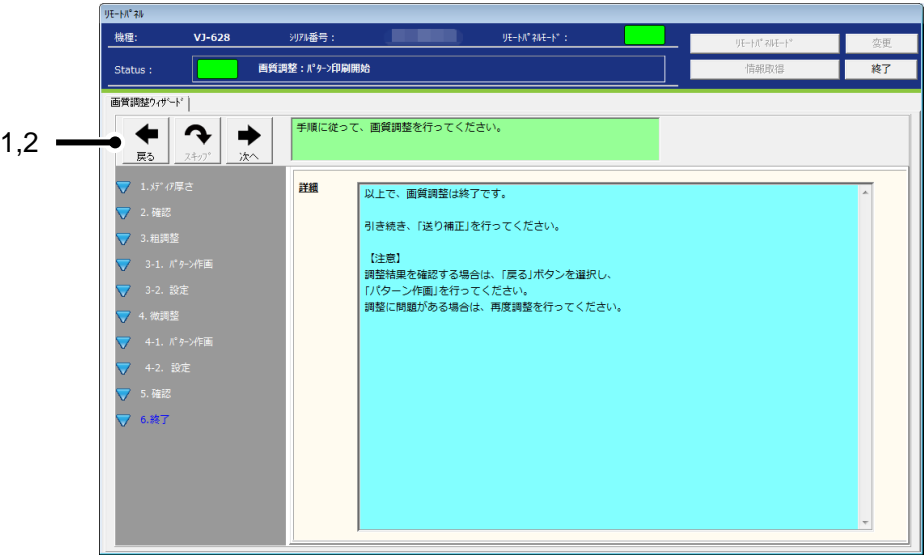 ﾘﾓｰﾄﾊﾟﾈﾙ
機種: VJ-628 ｼﾘｱﾙ番号： ﾘﾓｰﾄﾊﾟﾈﾙﾓｰﾄﾞ： ﾘﾓｰﾄﾊﾟﾈﾙﾓｰﾄﾞ 変更
Status： 画質調整：ﾊﾟﾀｰﾝ印刷開始 情報取得 終了
画質調整ｳｨｻﾞｰﾄﾞ
1,2
戻る ｽｷｯﾌﾟ 次へ
手順に従って、画質調整を行ってください。
1.ﾒﾃﾞｨｱ厚さ
2.確認
3.粗調整
3-1. ﾊﾟﾀｰﾝ作画
3-2. 設定
4.微調整
4-1. ﾊﾟﾀｰﾝ作画
4-2. 設定
5.確認
6.終了
詳細
以上で、画質調整は終了です。
引き続き、「送り補正」を行ってください。
【注意】
調整結果を確認する場合は、「戻る」ボタンを選択し、
「パターン作画」を行ってください。
調整に問題がある場合は、再度調整を行ってください。